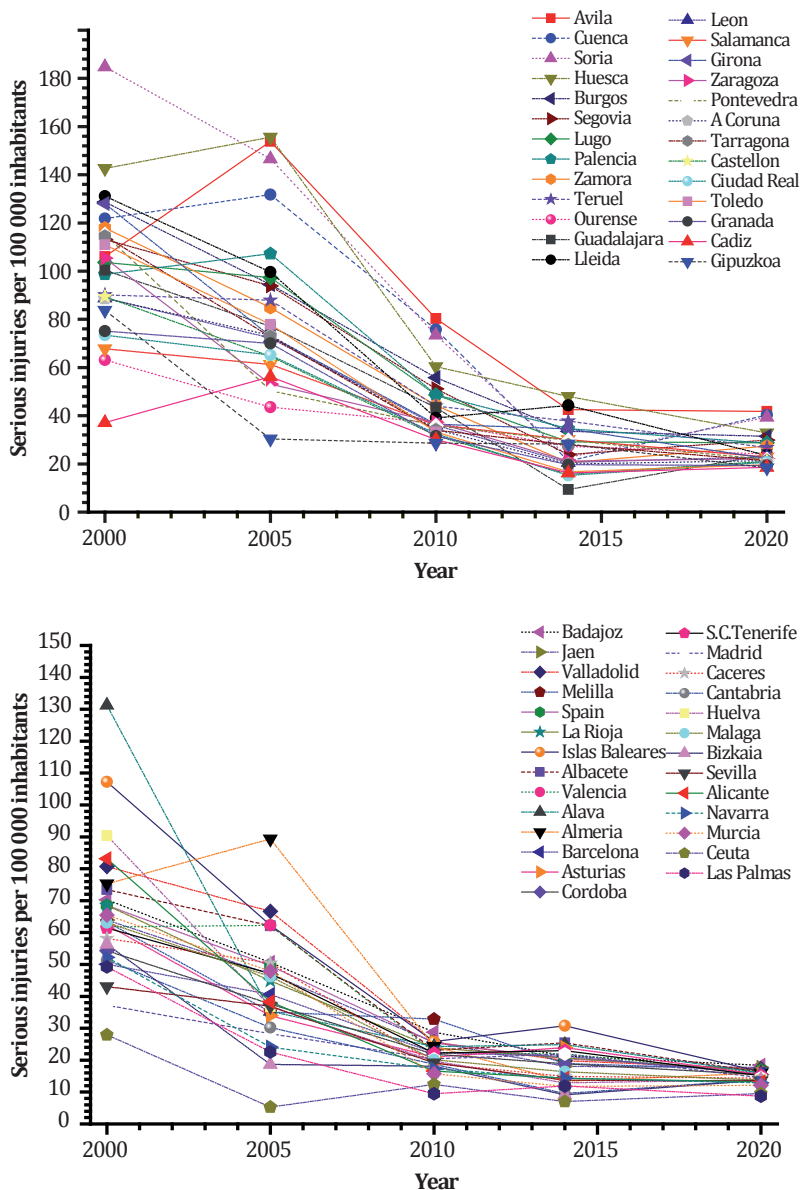 Avila
Cuenca
Soria
Huesca
Burgos
Segovia
Lugo
Palencia
Zamora
Teruel
Ourense
Guadalajara
Lleida
Leon
Salamanca
Girona
Zaragoza
Pontevedra
A Coruna
Tarragona
Castellon
Ciudad Real
Toledo
Granada
Cadiz
Gipuzkoa
Serious injuries per 100 000 inhabitants
180
160
140
120
100
80
60
40
20
0
2000 2005 2010 2015 2020
Year
Badajoz
Jaen
Valladolid
Melilla
Spain
La Rioja
Islas Baleares
Albacete
Valencia
Alava
Almeria
Barcelona
Asturias
Cordoba
S.C.Tenerife
Madrid
Caceres
Cantabria
Huelva
Malaga
Bizkaia
Sevilla
Alicante
Navarra
Murcia
Ceuta
Las Palmas
Serious injuries per 100 000 inhabitants
150
140
130
120
110
100
90
80
70
60
50
40
30
20
10
0
2000 2005 2010 2015 2020
Year